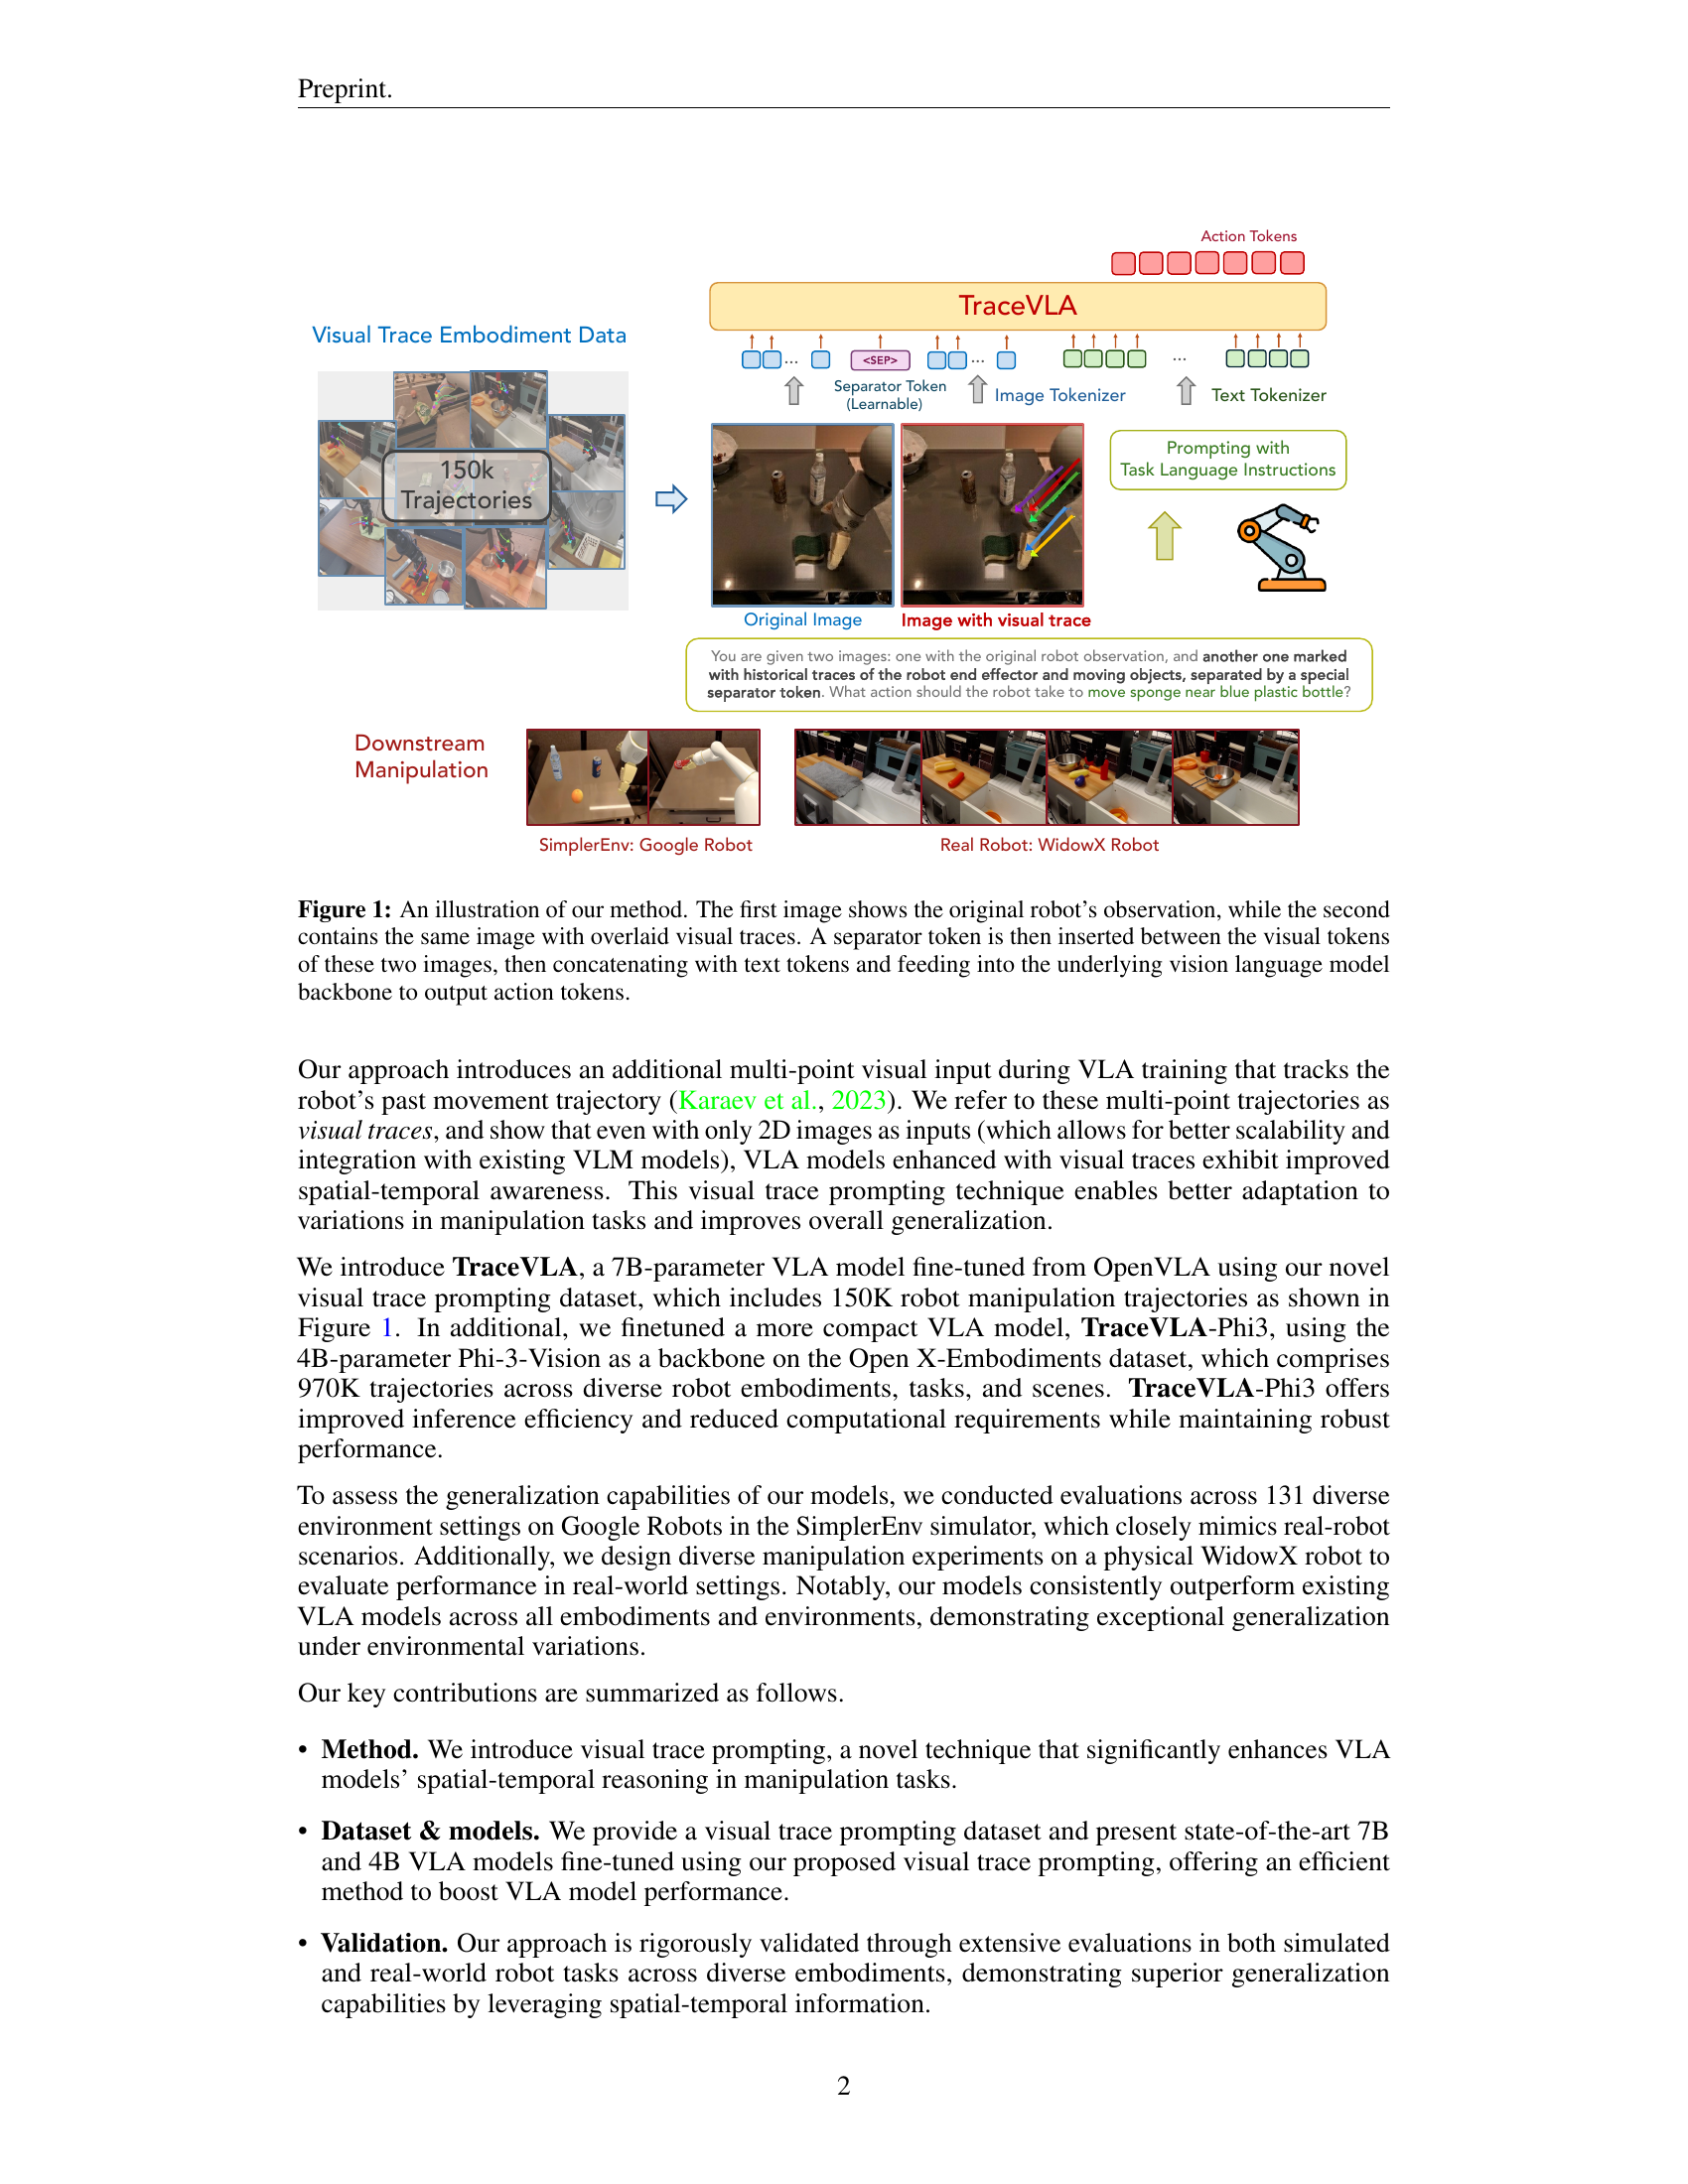 Preprint.
Action Tokens
TraceVLA
Visual Trace Embodiment Data
<SEP>
Separator Token
(Learnable)
Image Tokenizer
Text Tokenizer
150k
Trajectories
Prompting with
Task Language Instructions
Original Image
Image with visual trace
You are given two images: one with the original robot observation, and another one marked
with historical traces of the robot end effector and moving objects, separated by a special
separator token. What action should the robot take to move sponge near blue plastic bottle?
Downstream
Manipulation
SimplerEnv: Google Robot
Real Robot: WidowX Robot
Figure 1: An illustration of our method. The first image shows the original robot's observation, while the second
contains the same image with overlaid visual traces. A separator token is then inserted between the visual tokens
of these two images, then concatenating with text tokens and feeding into the underlying vision language model
backbone to output action tokens.
Our approach introduces an additional multi-point visual input during VLA training that tracks the
robot's past movement trajectory (Karaev et al., 2023). We refer to these multi-point trajectories as
visual traces, and show that even with only 2D images as inputs (which allows for better scalability and
integration with existing VLM models), VLA models enhanced with visual traces exhibit improved
spatial-temporal awareness. This visual trace prompting technique enables better adaptation to
variations in manipulation tasks and improves overall generalization.
We introduce TraceVLA, a 7B-parameter VLA model fine-tuned from OpenVLA using our novel
visual trace prompting dataset, which includes 150K robot manipulation trajectories as shown in
Figure 1. In additional, we finetuned a more compact VLA model, TraceVLA-Phi3, using the
4B-parameter Phi-3-Vision as a backbone on the Open X-Embodiments dataset, which comprises
970K trajectories across diverse robot embodiments, tasks, and scenes. TraceVLA-Phi3 offers
improved inference efficiency and reduced computational requirements while maintaining robust
performance.
To assess the generalization capabilities of our models, we conducted evaluations across 131 diverse
environment settings on Google Robots in the SimplerEnv simulator, which closely mimics real-robot
scenarios. Additionally, we design diverse manipulation experiments on a physical WidowX robot to
evaluate performance in real-world settings. Notably, our models consistently outperform existing
VLA models across all embodiments and environments, demonstrating exceptional generalization
under environmental variations.
Our key contributions are summarized as follows.
• Method. We introduce visual trace prompting, a novel technique that significantly enhances VLA
models' spatial-temporal reasoning in manipulation tasks.
• Dataset & models. We provide a visual trace prompting dataset and present state-of-the-art 7B
and 4B VLA models fine-tuned using our proposed visual trace prompting, offering an efficient
method to boost VLA model performance.
• Validation. Our approach is rigorously validated through extensive evaluations in both simulated
and real-world robot tasks across diverse embodiments, demonstrating superior generalization
capabilities by leveraging spatial-temporal information.
2